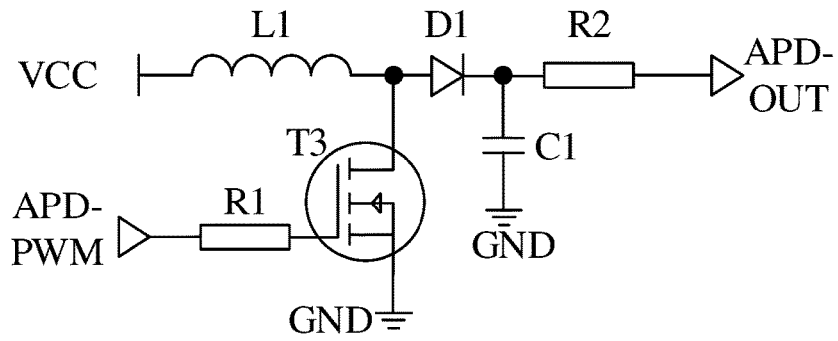 L1
D1
R2
VCC
APD-
OUT
T3
C1
APD-
PWM
R1
GND
GND